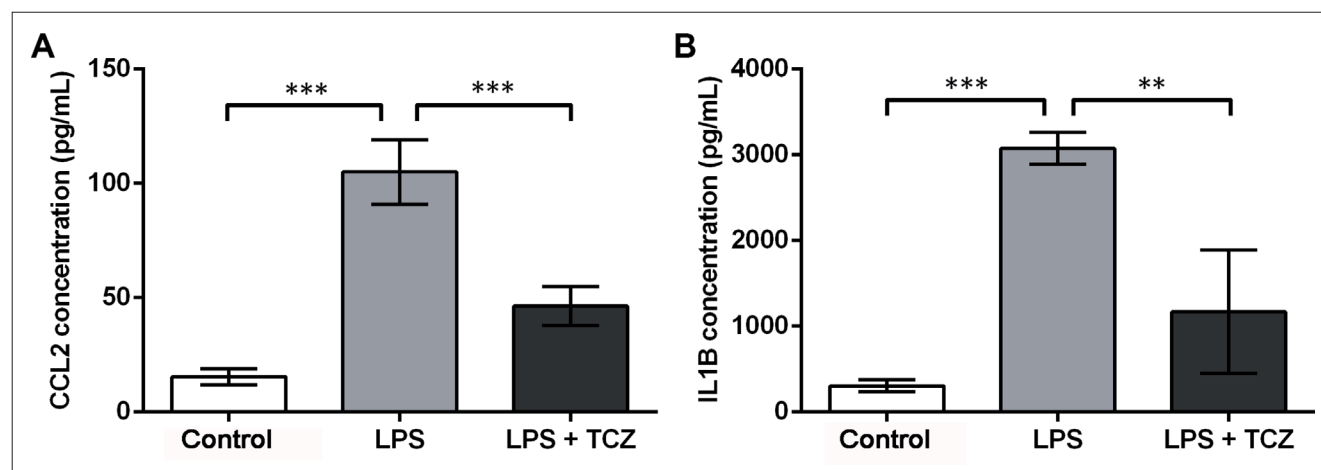 A
CCL2 concentration (pg/mL)
150
100
50
0
***
***
Control
LPS
LPS + TCZ
B
IL1B concentration (pg/mL)
4000
3000
2000
1000
0
***
**
Control
LPS
LPS + TCZ